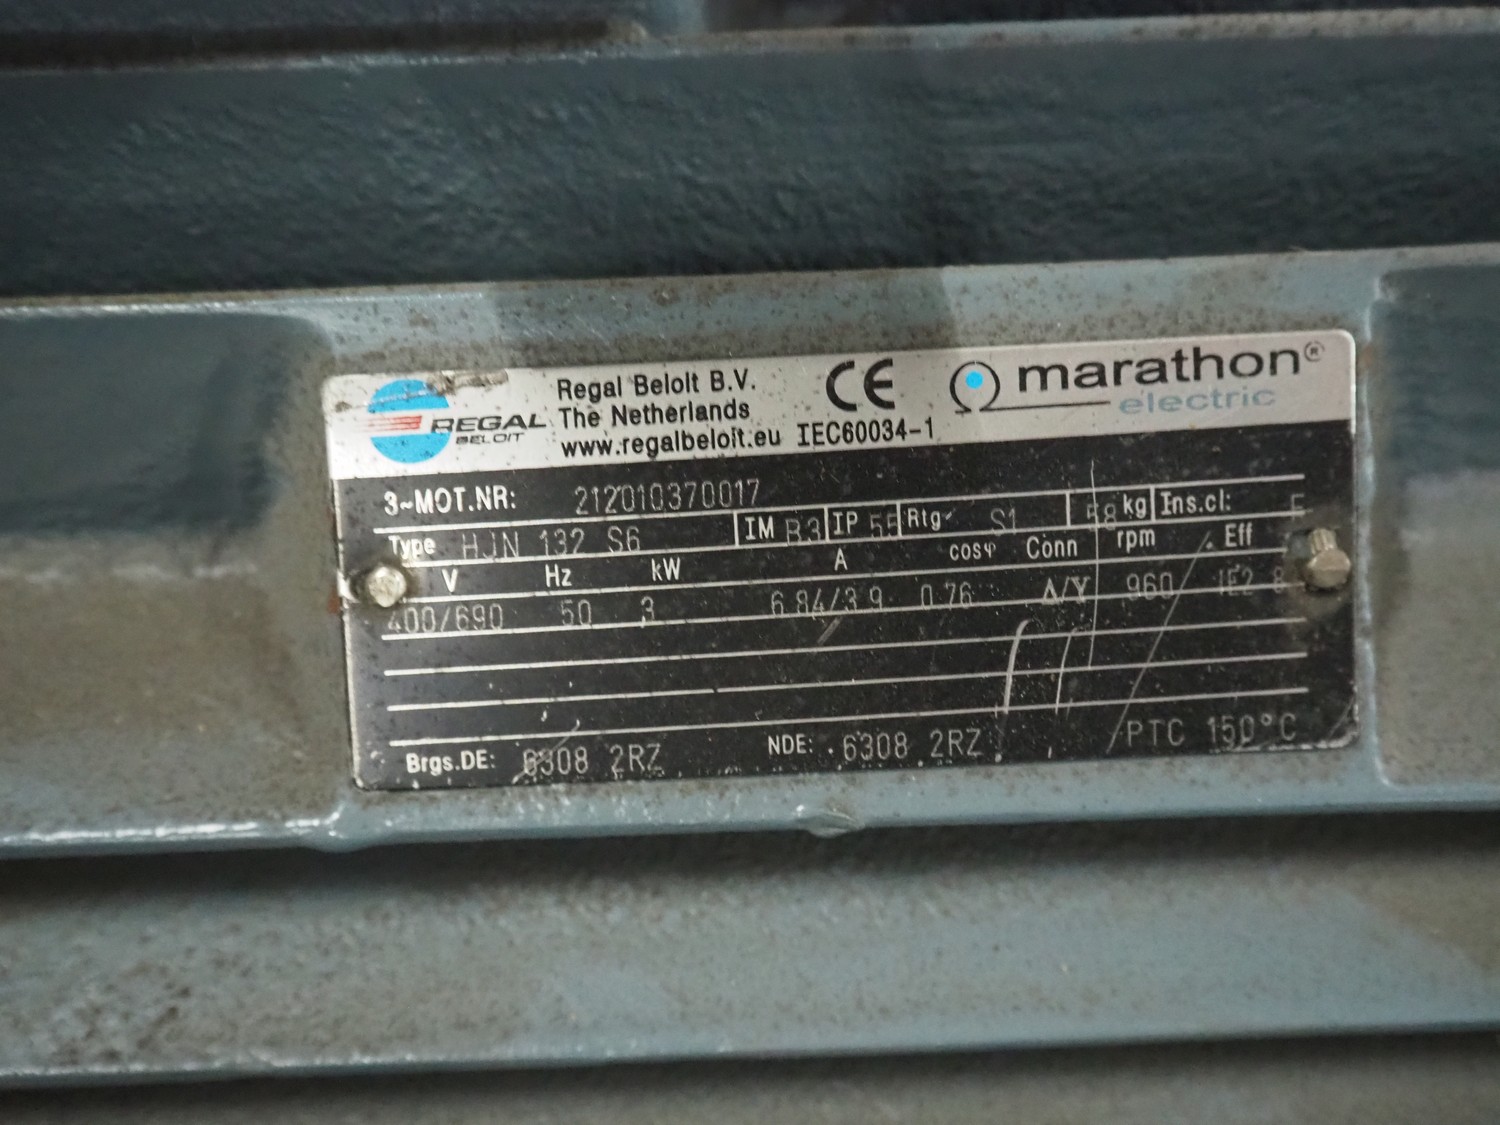 REGAL
BELOIT
Regal Beloit B.V.
The Netherlands
www.regalbeloit.eu IEC60034-1
CE
marathon®
electric
3~MOT.NR: 212010370017
Type HJN 132 S6 IM B3 IP 55 Rtg S1 58 kg Ins.cl: F
V Hz kW A cosφ Conn rpm Eff
400/690 50 3 6.84/3.9 0.76 Δ/Y 960 IE2
Brgs.DE: 6308 2RZ NDE: 6308 2RZ PTC 150°C